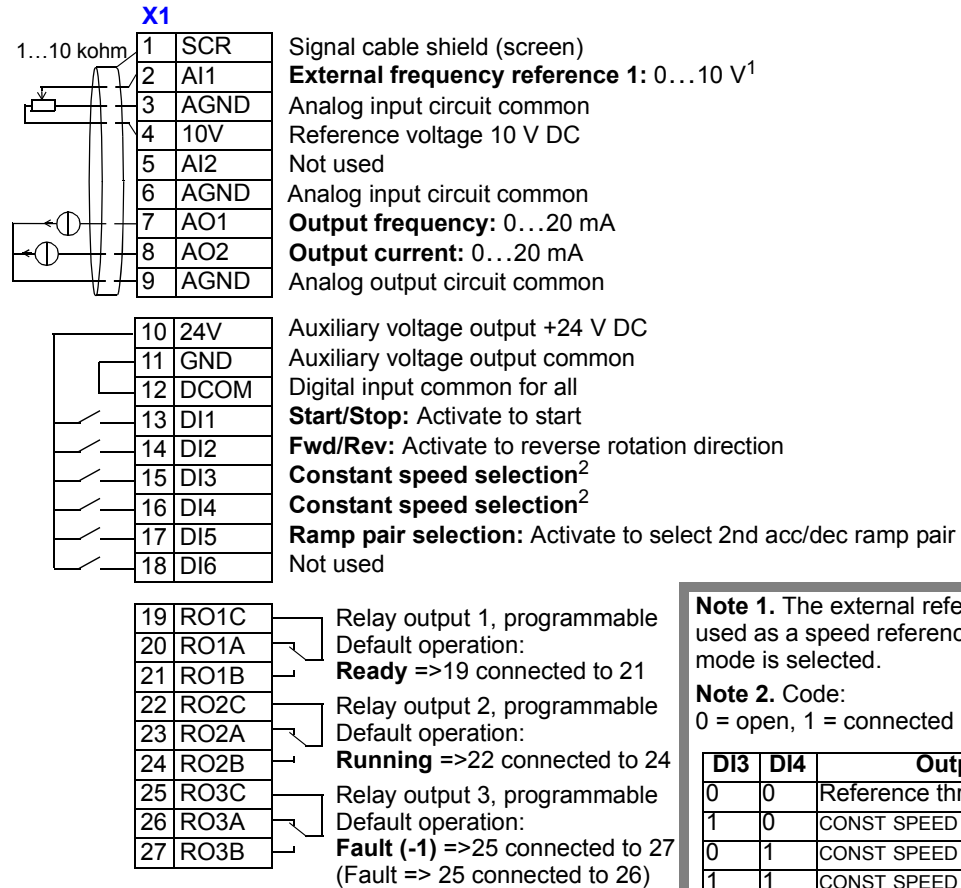 X1
1…10 kohm
1 SCR Signal cable shield (screen)
2 AI1 External frequency reference 1: 0…10 V1
3 AGND Analog input circuit common
4 10V Reference voltage 10 V DC
5 AI2 Not used
6 AGND Analog input circuit common
7 AO1 Output frequency: 0…20 mA
8 AO2 Output current: 0…20 mA
9 AGND Analog output circuit common
10 24V Auxiliary voltage output +24 V DC
11 GND Auxiliary voltage output common
12 DCOM Digital input common for all
13 DI1 Start/Stop: Activate to start
14 DI2 Fwd/Rev: Activate to reverse rotation direction
15 DI3 Constant speed selection2
16 DI4 Constant speed selection2
17 DI5 Ramp pair selection: Activate to select 2nd acc/dec ramp pair
18 DI6 Not used
19 RO1C Relay output 1, programmable
20 RO1A Default operation:
21 RO1B Ready =>19 connected to 21
22 RO2C Relay output 2, programmable
23 RO2A Default operation:
24 RO2B Running =>22 connected to 24
25 RO3C Relay output 3, programmable
26 RO3A Default operation:
27 RO3B Fault (-1) =>25 connected to 27
(Fault => 25 connected to 26)
Note 1. The external refe
used as a speed referenc
mode is selected.
Note 2. Code:
0 = open, 1 = connected
DI3 DI4 Outp
0 0 Reference thr
1 0 CONST SPEED
0 1 CONST SPEED
1 1 CONST SPEED